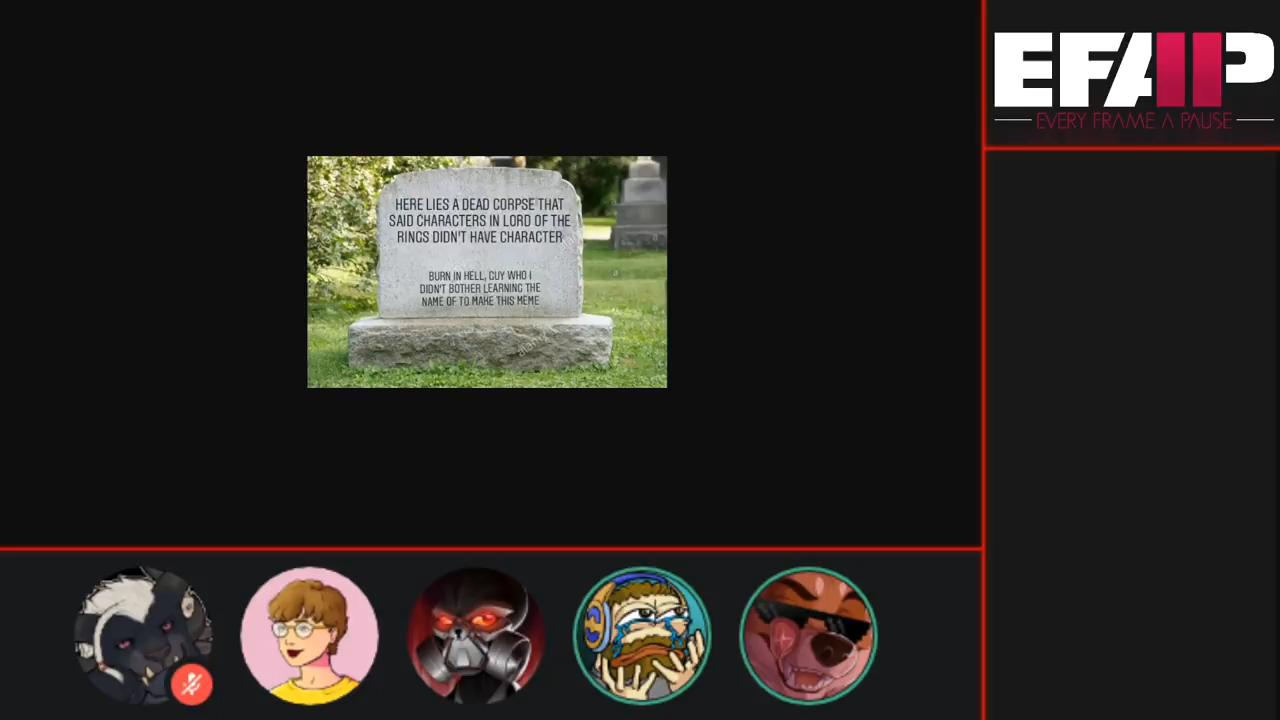 EFAP
EVERY FRAME A PAUSE
HERE LIES A DEAD CORPSE THAT
SAID CHARACTERS IN LORD OF THE
RINGS DIDN'T HAVE CHARACTER
BURN IN HELL, GUY WHO I
DIDN'T BOTHER LEARNING THE
NAME OF TO MAKE THIS MEME